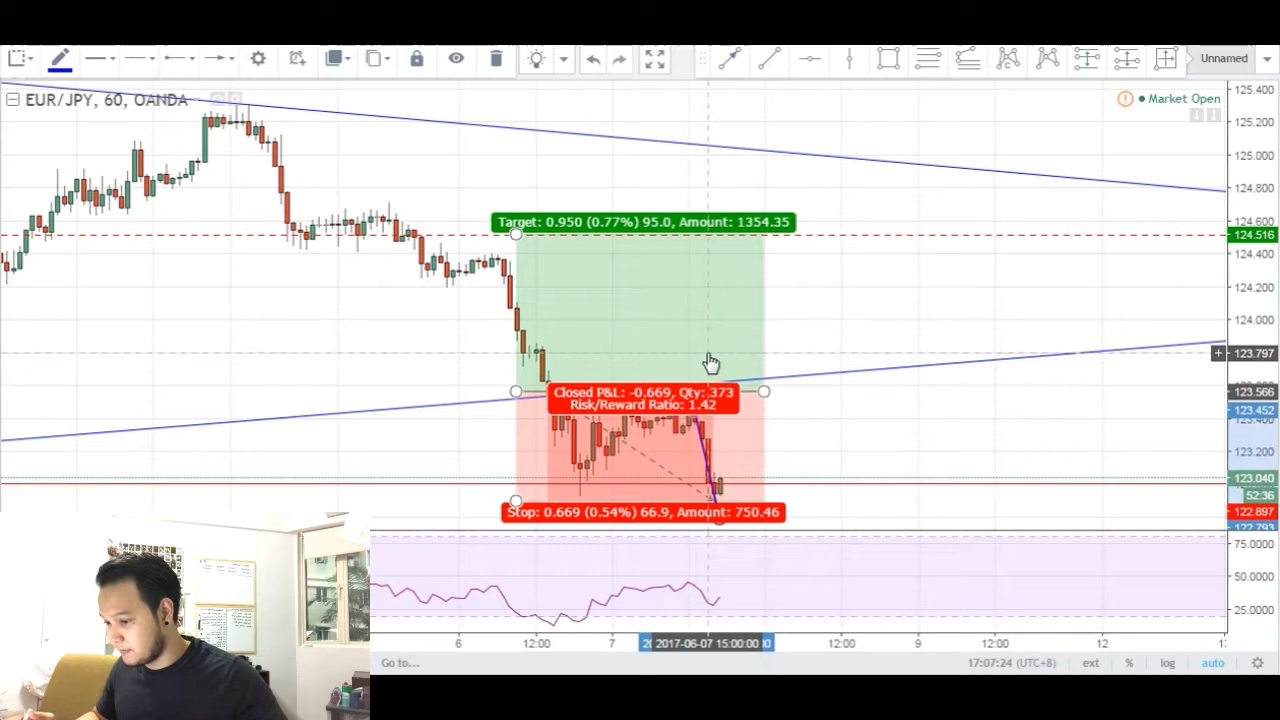 Unnamed
EUR/JPY, 60, OANDA
Market Open
125.400
125.200
125.000
124.800
124.600
Target: 0.950 (0.77%) 95.0, Amount: 1354.35
124.516
124.400
124.200
124.000
123.797
Closed P&L: -0.669, Qty: 373
Risk/Reward Ratio: 1.42
123.566
123.452
123.200
123.040
52:36
Stop: 0.669 (0.54%) 66.9, Amount: 750.46
122.897
122.793
75.0000
50.0000
25.0000
6
12:00
7
2017-06-07 15:00:00
12:00
9
12:00
12
Go to...
17:07:24 (UTC+8)
ext
%
log
auto